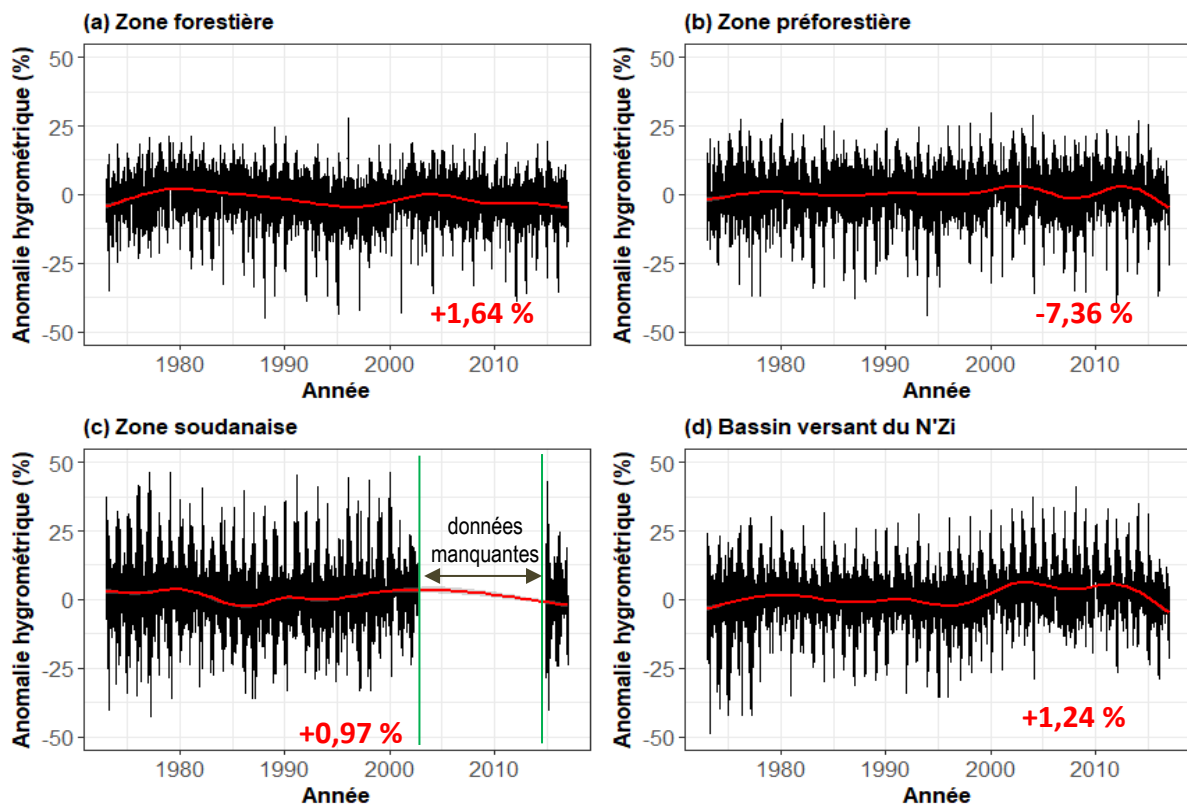 (a) Zone forestière
Anomalie hygrométrique (%)
50
25
0
-25
-50
+1,64 %
1980
1990
2000
2010
Année
(b) Zone préforestière
Anomalie hygrométrique (%)
50
25
0
-25
-50
-7,36 %
1980
1990
2000
2010
Année
(c) Zone soudanaise
Anomalie hygrométrique (%)
50
25
0
-25
-50
données
manquantes
+0,97 %
1980
1990
2000
2010
Année
(d) Bassin versant du N'Zi
Anomalie hygrométrique (%)
50
25
0
-25
-50
+1,24 %
1980
1990
2000
2010
Année